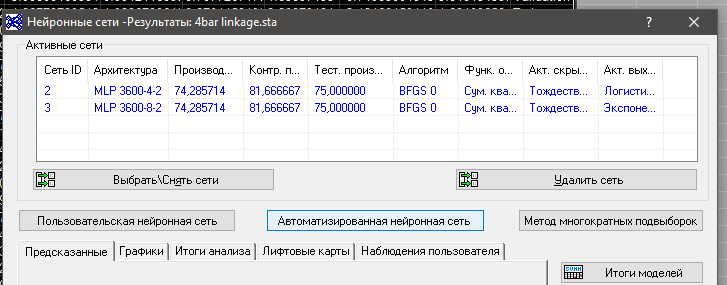 Нейронные сети -Результаты: 4bar linkage.sta
Активные сети
Сеть ID Архитектура Производ... Контр. п... Тест. произ... Алгоритм Функ. о... Акт. скры... Акт. вых...
2 MLP 3600-4-2 74,285714 81,666667 75,000000 BFGS 0 Сум. ква... Тождеств... Логисти...
3 MLP 3600-8-2 74,285714 81,666667 75,000000 BFGS 0 Сум. ква... Тождеств... Экспоне...
Выбрать\Снять сети Удалить сеть
Пользовательская нейронная сеть Автоматизированная нейронная сеть Метод многократных подвыборок
Предсказанные Графики Итоги анализа Лифтовые карты Наблюдения пользователя
Итоги моделей